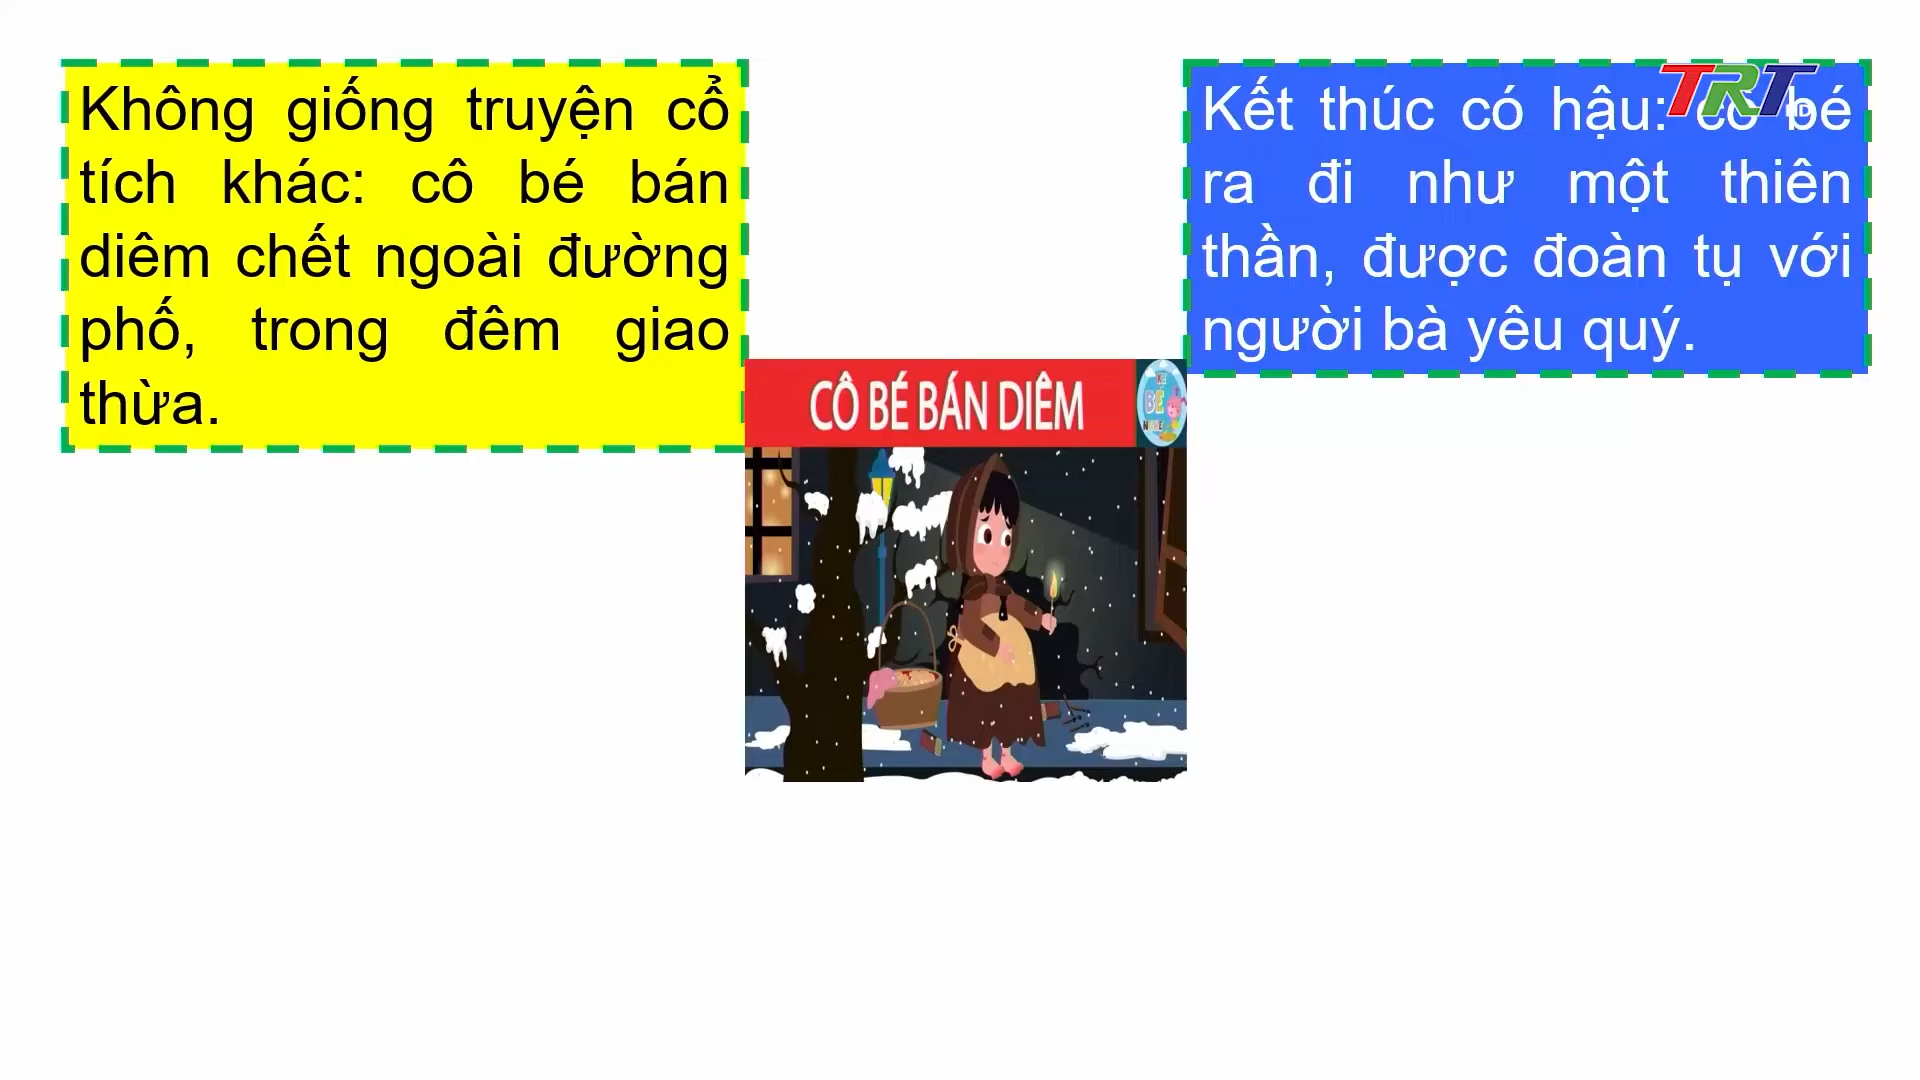 Không giống truyện cổ
tích khác: cô bé bán
diêm chết ngoài đường
phố, trong đêm giao
thừa.
TRT
HD
Kết thúc có hậu: cô bé
ra đi như một thiên
thần, được đoàn tụ với
người bà yêu quý.
CÔ BÉ BÁN DIÊM
BÉ